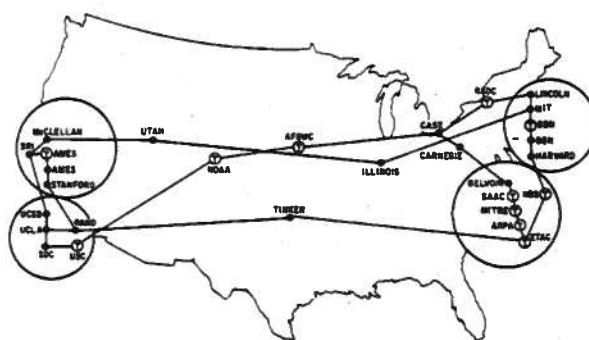 RADC
LINCOLN
MIT
T
BBN
BBN
HARVARD
McCLELLAN
UTAH
AFGWC
CASE
SRI
T
AMES
AMES
STANFORD
T
NOAA
ILLINOIS
CARNEGIE
BELVOIR
SAAC
T
NBS
MITRE
T
ARPA
T
ETAC
T
UCSB
UCLA
RAND
SDC
T
USC
TINKER